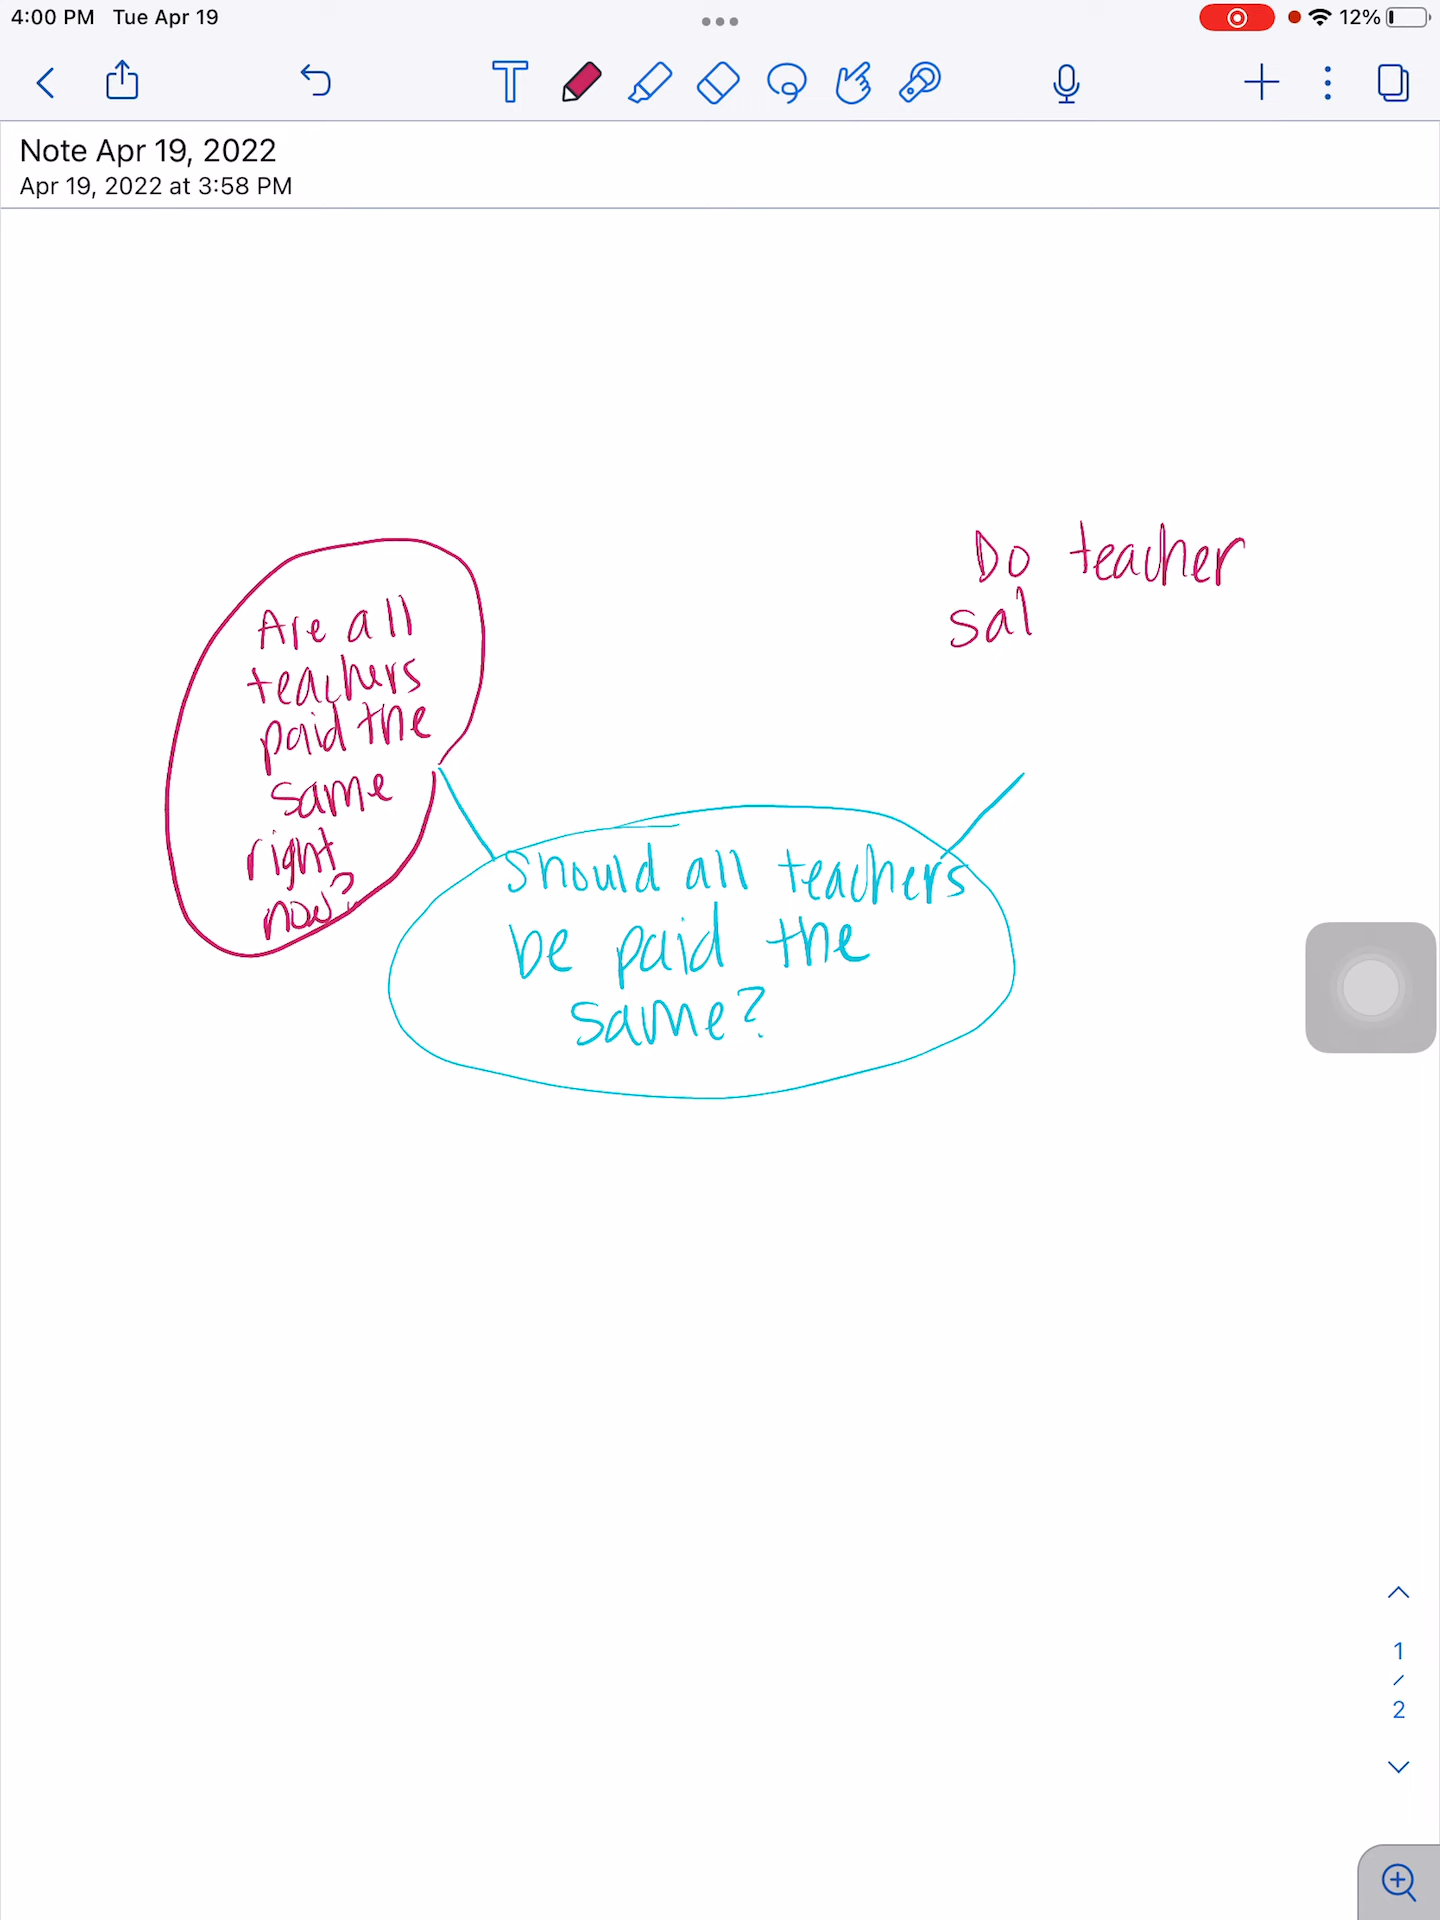 4:00 PM Tue Apr 19
12%
Note Apr 19, 2022
Apr 19, 2022 at 3:58 PM
Do teacher
sal
Are all
teachers
paid the
same
right
now?
Should all teachers
be paid the
same?
1
/
2